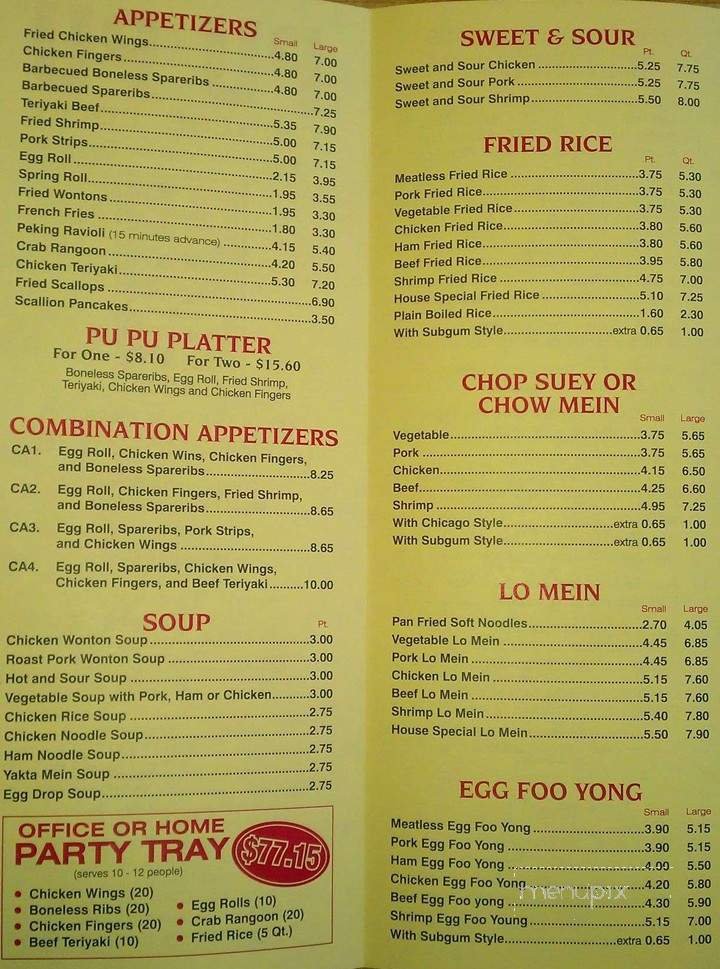 APPETIZERS
Small Large
Fried Chicken Wings 4.80 7.00
Chicken Fingers 4.80 7.00
Barbecued Boneless Spareribs 4.80 7.00
Barbecued Spareribs 7.25
Teriyaki Beef 5.35 7.90
Fried Shrimp 5.00 7.15
Pork Strips 5.00 7.15
Egg Roll 2.15 3.95
Spring Roll 1.95 3.55
Fried Wontons 1.95 3.30
French Fries 1.80 3.30
Peking Ravioli (15 minutes advance) 4.15 5.40
Crab Rangoon 4.20 5.50
Chicken Teriyaki 5.30 7.20
Fried Scallops 6.90
Scallion Pancakes 3.50
PU PU PLATTER
For One - $8.10 For Two - $15.60
Boneless Spareribs, Egg Roll, Fried Shrimp,
Teriyaki, Chicken Wings and Chicken Fingers
COMBINATION APPETIZERS
CA1. Egg Roll, Chicken Wins, Chicken Fingers,
and Boneless Spareribs 8.25
CA2. Egg Roll, Chicken Fingers, Fried Shrimp,
and Boneless Spareribs 8.65
CA3. Egg Roll, Spareribs, Pork Strips,
and Chicken Wings 8.65
CA4. Egg Roll, Spareribs, Chicken Wings,
Chicken Fingers, and Beef Teriyaki 10.00
SOUP
Pt.
Chicken Wonton Soup 3.00
Roast Pork Wonton Soup 3.00
Hot and Sour Soup 3.00
Vegetable Soup with Pork, Ham or Chicken 3.00
Chicken Rice Soup 2.75
Chicken Noodle Soup 2.75
Ham Noodle Soup 2.75
Yakta Mein Soup 2.75
Egg Drop Soup 2.75
OFFICE OR HOME
PARTY TRAY $77.15
(serves 10 - 12 people)
• Chicken Wings (20)
• Boneless Ribs (20)
• Chicken Fingers (20)
• Beef Teriyaki (10)
• Egg Rolls (10)
• Crab Rangoon (20)
• Fried Rice (5 Qt.)
SWEET & SOUR
Pt. Qt.
Sweet and Sour Chicken 5.25 7.75
Sweet and Sour Pork 5.25 7.75
Sweet and Sour Shrimp 5.50 8.00
FRIED RICE
Pt. Qt.
Meatless Fried Rice 3.75 5.30
Pork Fried Rice 3.75 5.30
Vegetable Fried Rice 3.75 5.30
Chicken Fried Rice 3.80 5.60
Ham Fried Rice 3.80 5.60
Beef Fried Rice 3.95 5.80
Shrimp Fried Rice 4.75 7.00
House Special Fried Rice 5.10 7.25
Plain Boiled Rice 1.60 2.30
With Subgum Style extra 0.65 1.00
CHOP SUEY OR
CHOW MEIN
Small Large
Vegetable 3.75 5.65
Pork 3.75 5.65
Chicken 4.15 6.50
Beef 4.25 6.60
Shrimp 4.95 7.25
With Chicago Style extra 0.65 1.00
With Subgum Style extra 0.65 1.00
LO MEIN
Small Large
Pan Fried Soft Noodles 2.70 4.05
Vegetable Lo Mein 4.45 6.85
Pork Lo Mein 4.45 6.85
Chicken Lo Mein 5.15 7.60
Beef Lo Mein 5.15 7.60
Shrimp Lo Mein 5.40 7.80
House Special Lo Mein 5.50 7.90
EGG FOO YONG
Small Large
Meatless Egg Foo Yong 3.90 5.15
Pork Egg Foo Yong 3.90 5.15
Ham Egg Foo Yong 4.00 5.50
Chicken Egg Foo Yong 4.20 5.80
Beef Egg Foo yong 4.30 5.90
Shrimp Egg Foo Young 5.15 7.00
With Subgum Style extra 0.65 1.00
menupix